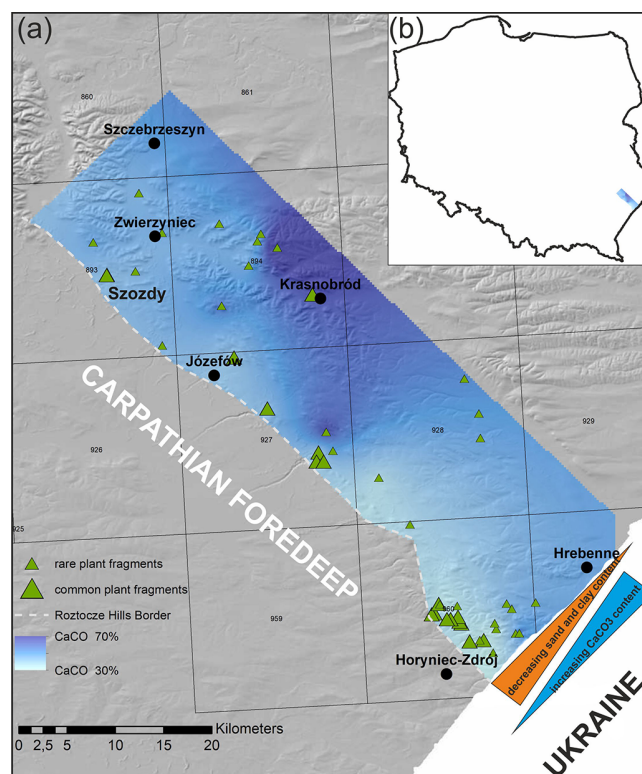 (a)
(b)
860
861
Szczebrzeszyn
Zwierzyniec
893
894
Szozdy
Krasnobród
Józefów
CARPATHIAN FOREDEEP
929
928
927
926
925
Hrebenne
rare plant fragments
common plant fragments
Roztocze Hills Border
CaCO 70%
CaCO 30%
959
960
Horyniec-Zdrój
decreasing sand and clay content
increasing CaCO3 content
UKRAINE
Kilometers
0 2,5 5 10 15 20